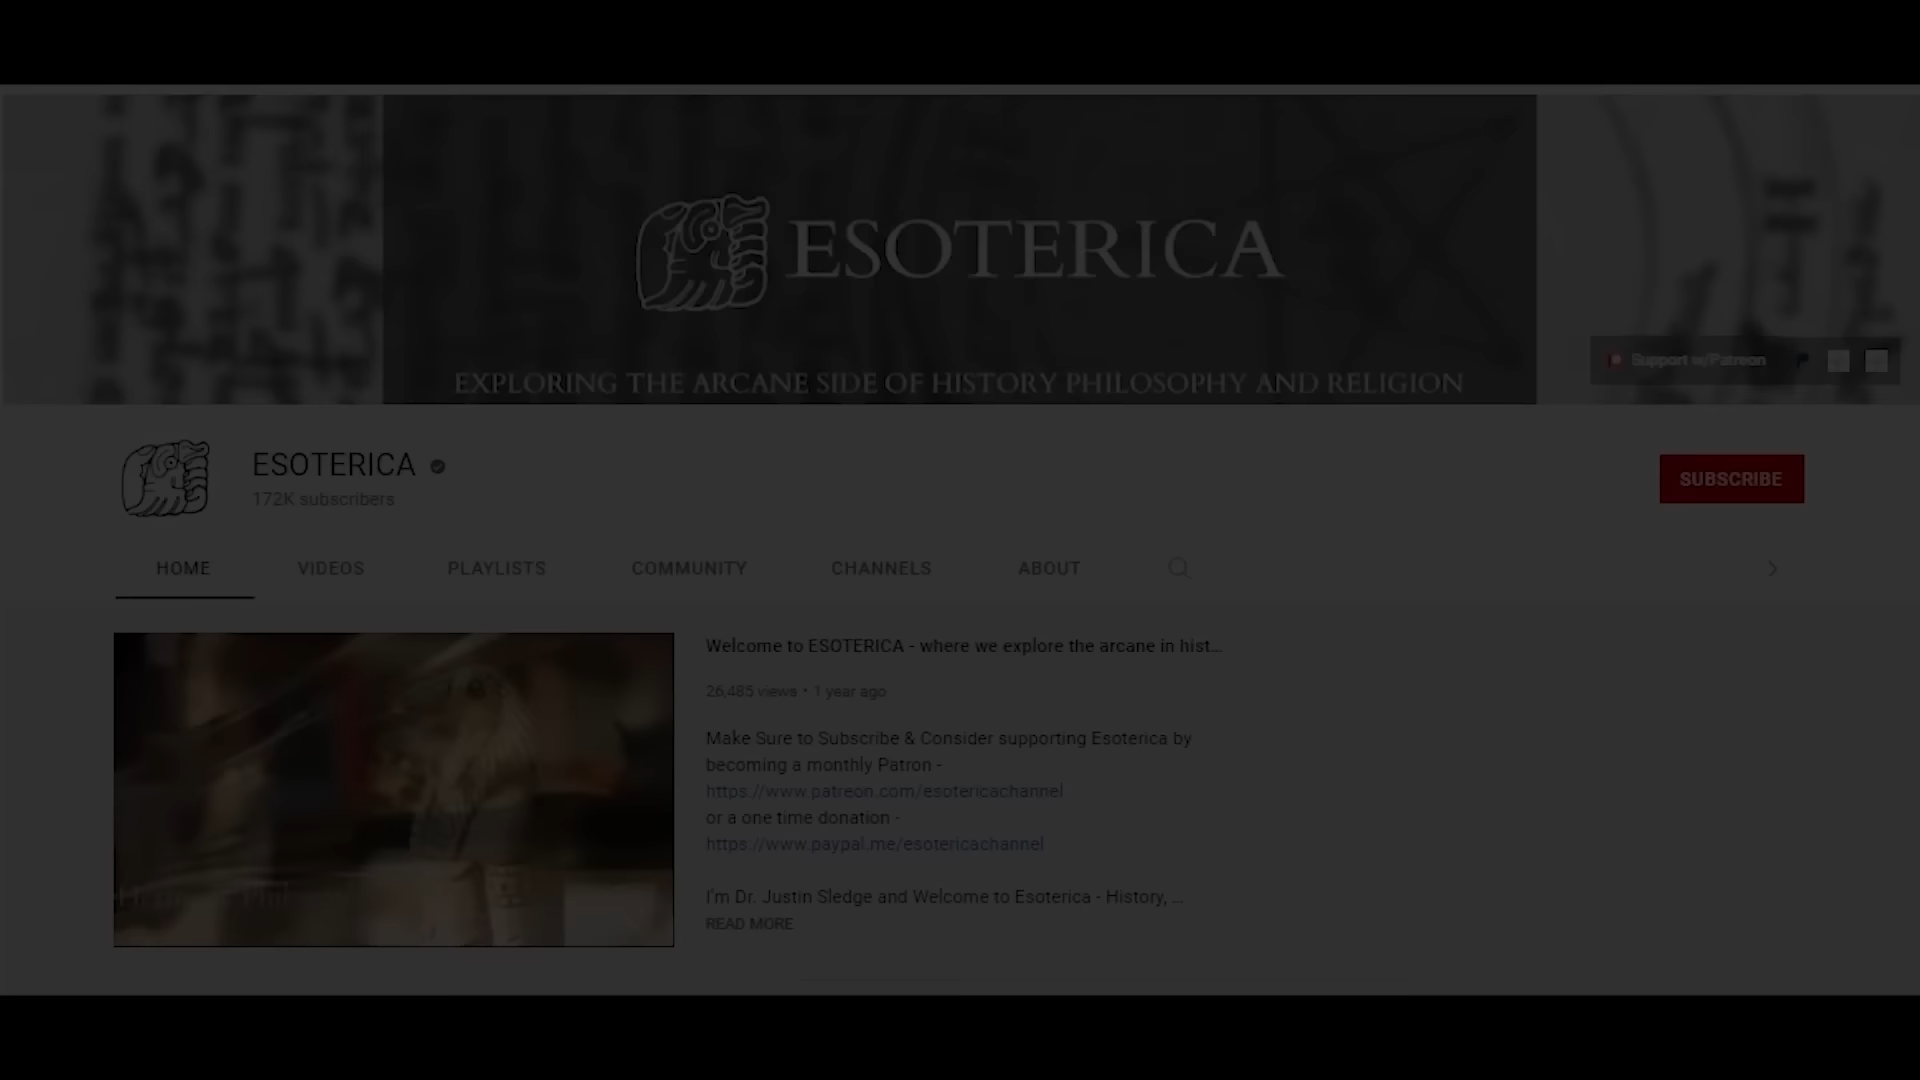 ESOTERICA
EXPLORING THE ARCANE SIDE OF HISTORY PHILOSOPHY AND RELIGION
Support w/Patreon
ESOTERICA
172K subscribers
SUBSCRIBE
HOME VIDEOS PLAYLISTS COMMUNITY CHANNELS ABOUT
Welcome to ESOTERICA - where we explore the arcane in hist...
26,485 views • 1 year ago
Make Sure to Subscribe & Consider supporting Esoterica by
becoming a monthly Patron -
https://www.patreon.com/esotericachannel
or a one time donation -
https://www.paypal.me/esotericachannel
I'm Dr. Justin Sledge and Welcome to Esoterica - History, ...
READ MORE